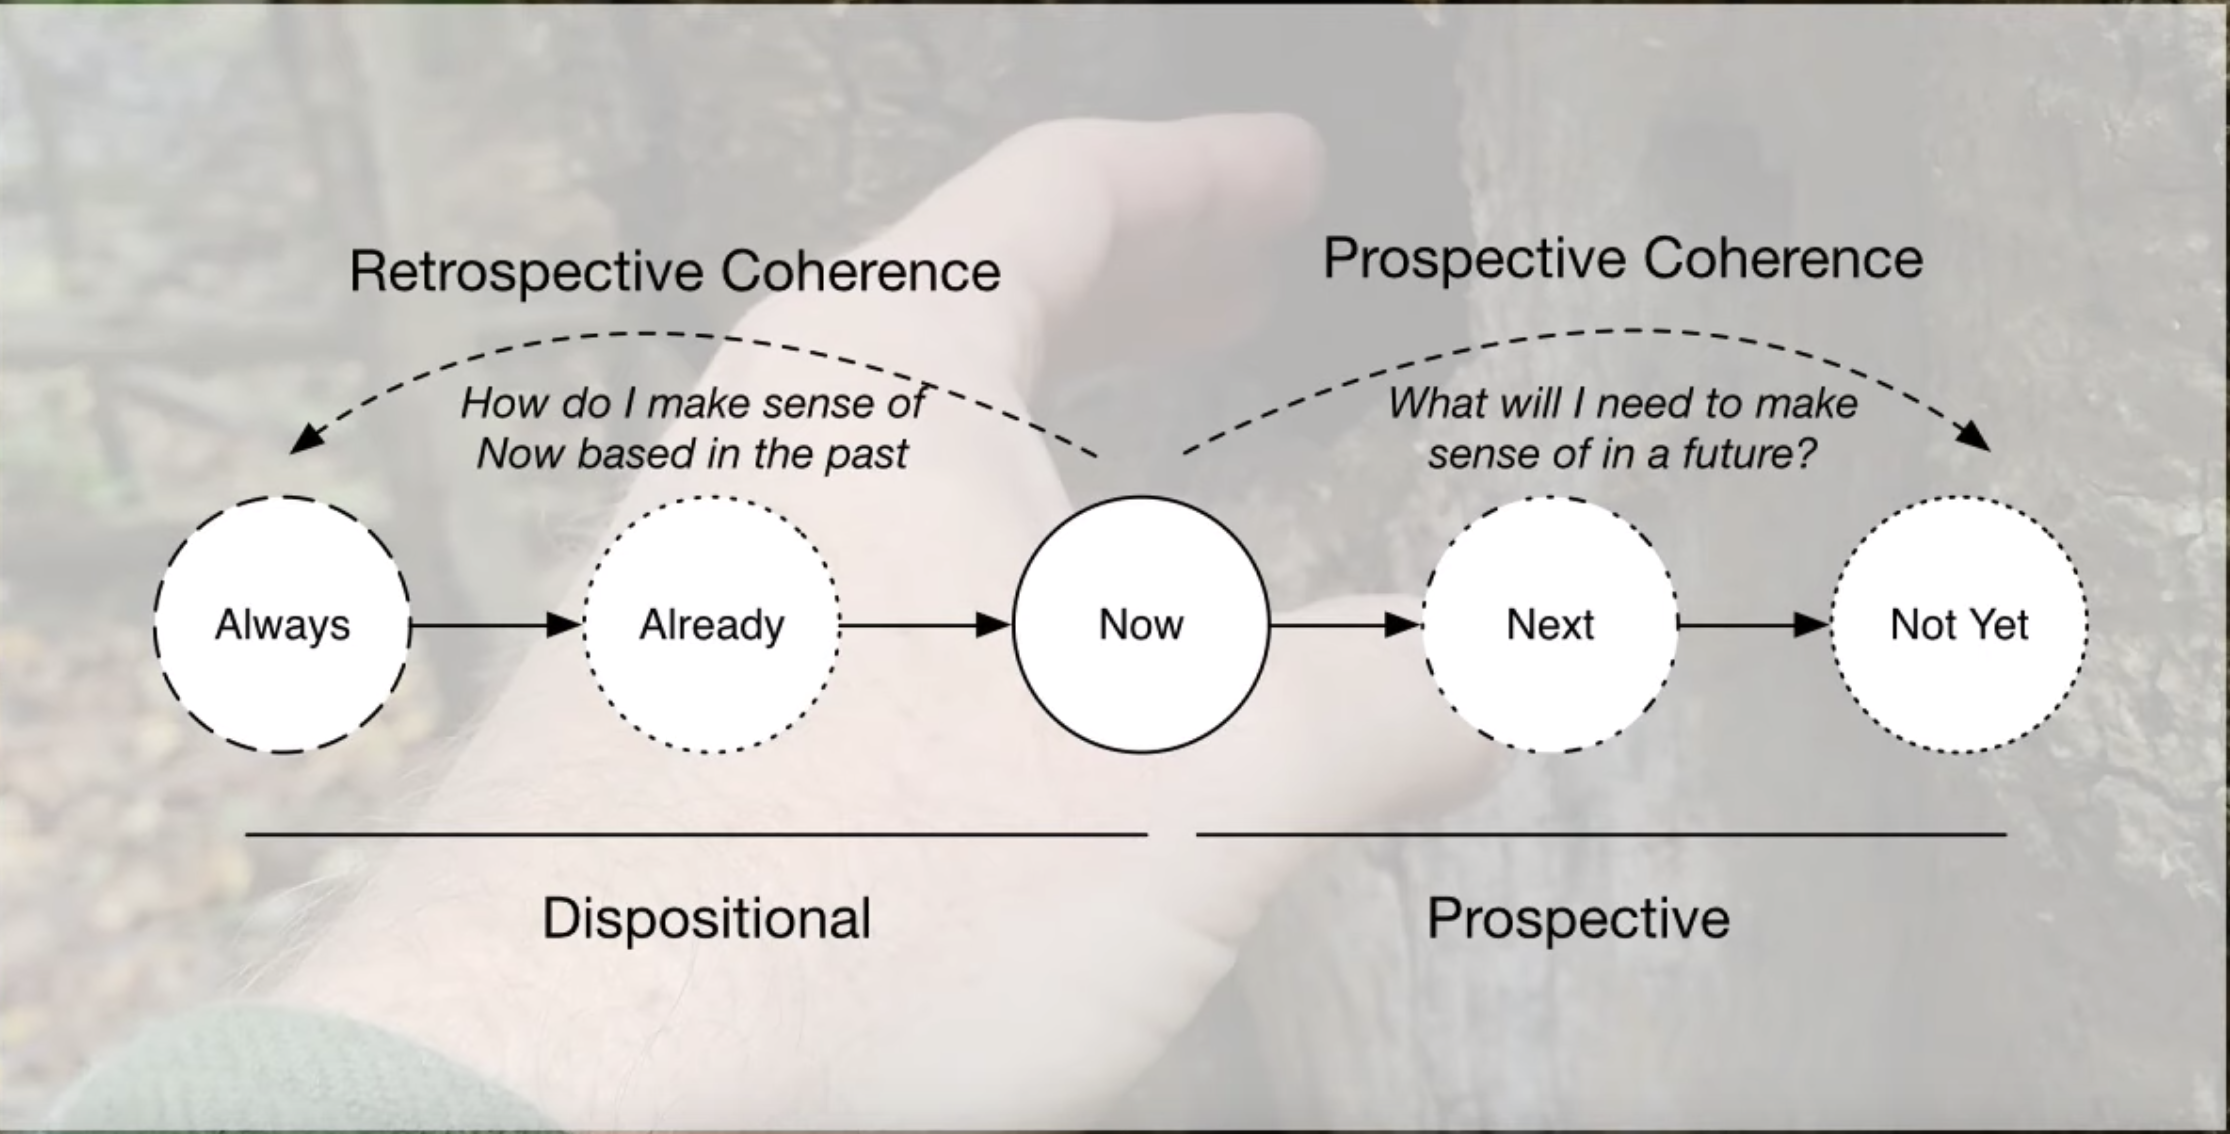 Retrospective Coherence
Prospective Coherence
How do I make sense of
Now based in the past
What will I need to make
sense of in a future?
Always
Already
Now
Next
Not Yet
Dispositional
Prospective